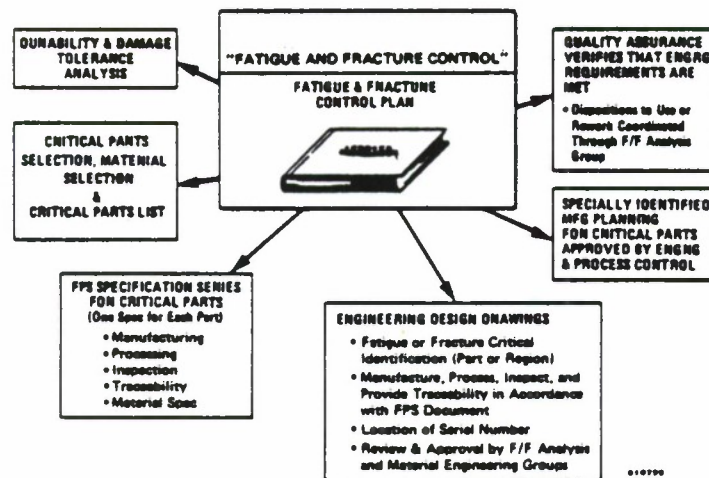 DURABILITY & DAMAGE
TOLERANCE
ANALYSIS
"FATIGUE AND FRACTURE CONTROL"
FATIGUE & FRACTURE
CONTROL PLAN
QUALITY ASSURANCE
VERIFIES THAT ENGRG
REQUIREMENTS ARE
MET
• Dispositions to Use or
Rework Coordinated
Through F/F Analysis
Group
CRITICAL PARTS
SELECTION, MATERIAL
SELECTION
&
CRITICAL PARTS LIST
SPECIALLY IDENTIFIED
MFG PLANNING
FOR CRITICAL PARTS
APPROVED BY ENGNG
& PROCESS CONTROL
FPS SPECIFICATION SERIES
FOR CRITICAL PARTS
(One Spec for Each Part)
• Manufacturing
• Processing
• Inspection
• Traceability
• Material Spec
ENGINEERING DESIGN DRAWINGS
• Fatigue or Fracture Critical
Identification (Part or Region)
• Manufacture, Process, Inspect, and
Provide Traceability in Accordance
with FPS Document
• Location of Serial Number
• Review & Approval by F/F Analysis
and Material Engineering Groups